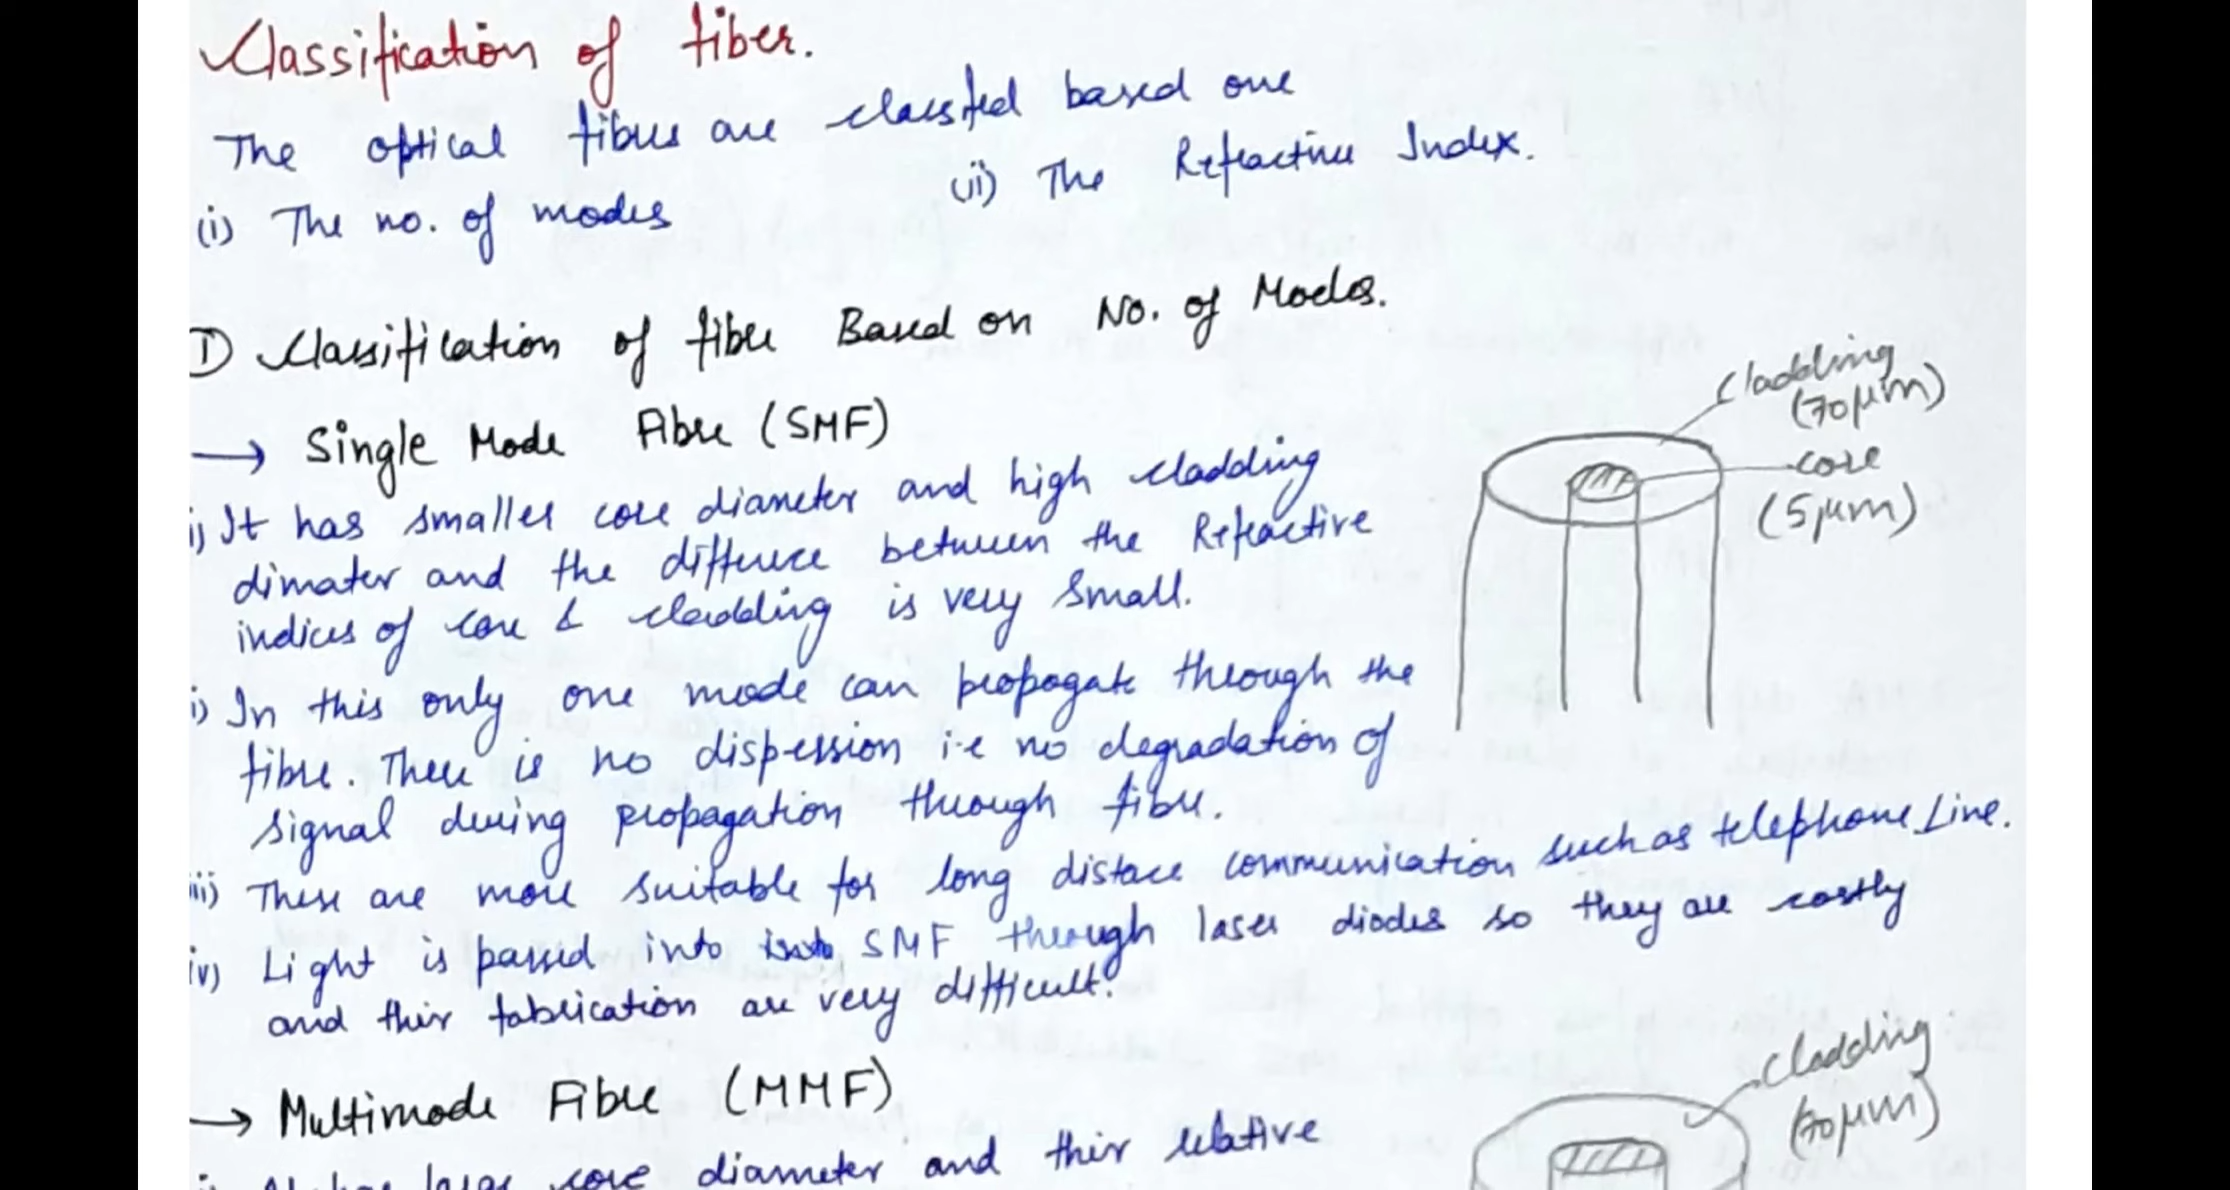 Classification of fiber.
The optical fibres are classfied based one
(i) The no. of modes (ii) The Refractive Index.
① Classification of fibre Based on No. of Modes.
→ Single Mode Fibre (SMF)
i) It has smaller core diameter and high cladding
dimater and the diffrence between the Refractive
indices of core & cladding is very small.
cladding
(70μm)
core
(5μm)
i) In this only one mode can propogate through the
fibre. There is no dispersion i.e no degradation of
signal during propagation through fibre.
iii) These are more suitable for long distace communication such as telephone Line.
iv) Light is passed into SMF through laser diodes so they are costly
and their fabrication are very difficult.
→ Multimode Fibre (MMF)
cladding
(70μm)
large core diameter and their relative